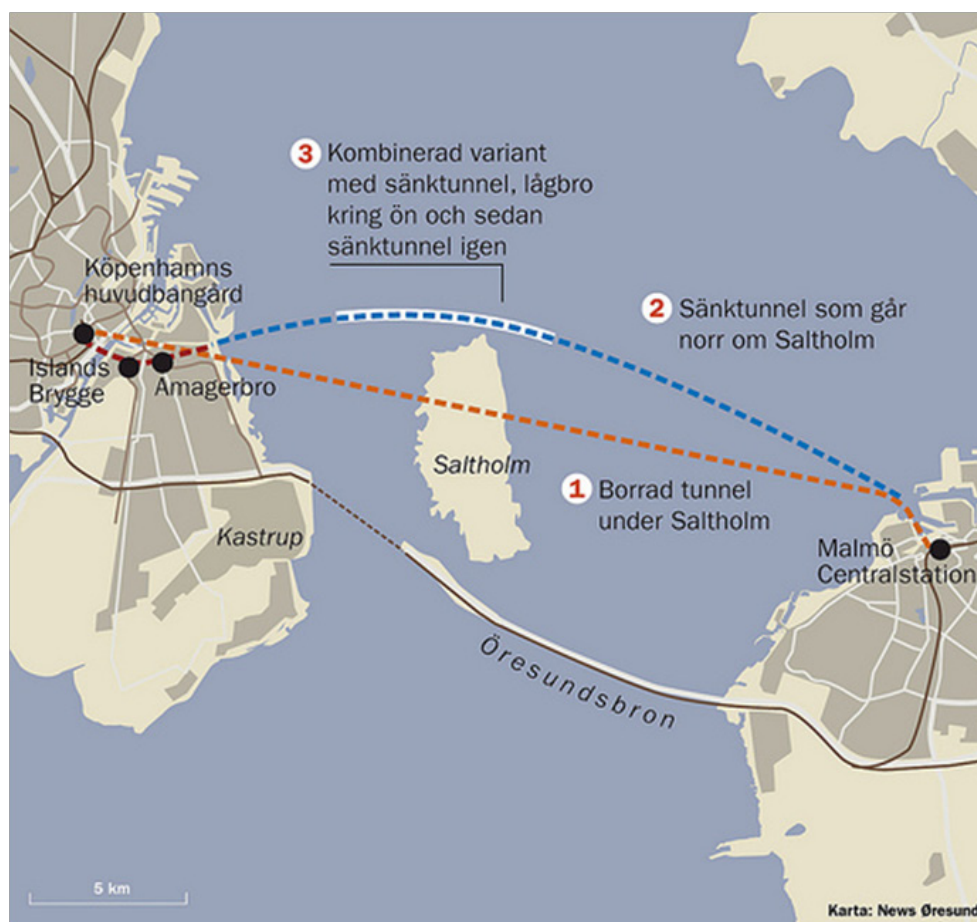 3 Kombinerad variant
med sänktunnel, lågbro
kring ön och sedan
sänktunnel igen
Köpenhamns
huvudbangård
2 Sänktunnel som går
norr om Saltholm
Islands
Brygge
Amagerbro
Saltholm
1 Borrad tunnel
under Saltholm
Kastrup
Malmö
Centralstation
Öresundsbron
5 km
Karta: News Øresund